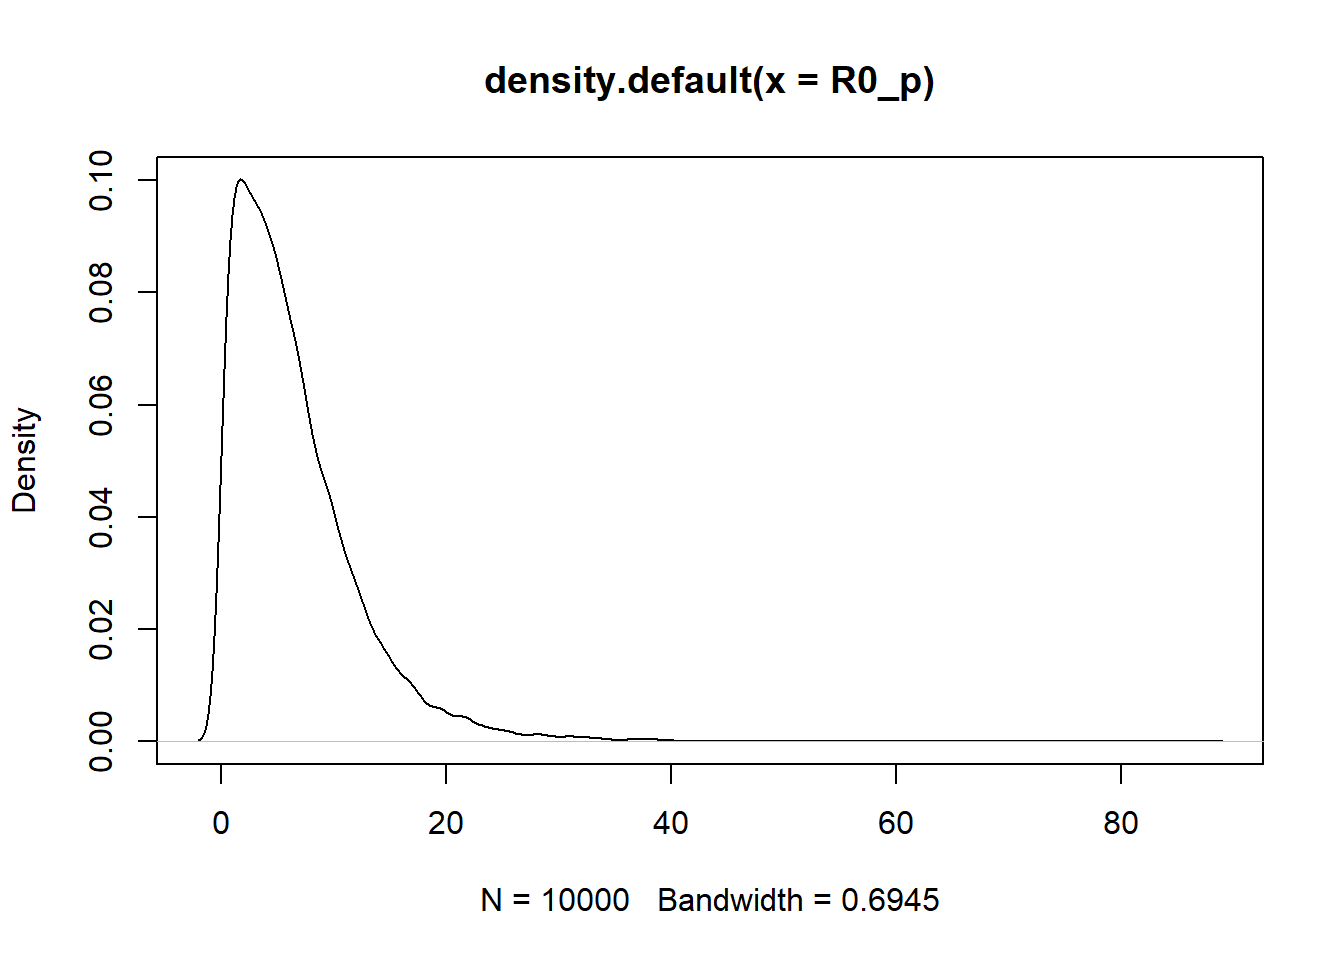 density.default(x = R0_p)
Density
0.10
0.08
0.06
0.04
0.02
0.00
0 20 40 60 80
N = 10000 Bandwidth = 0.6945